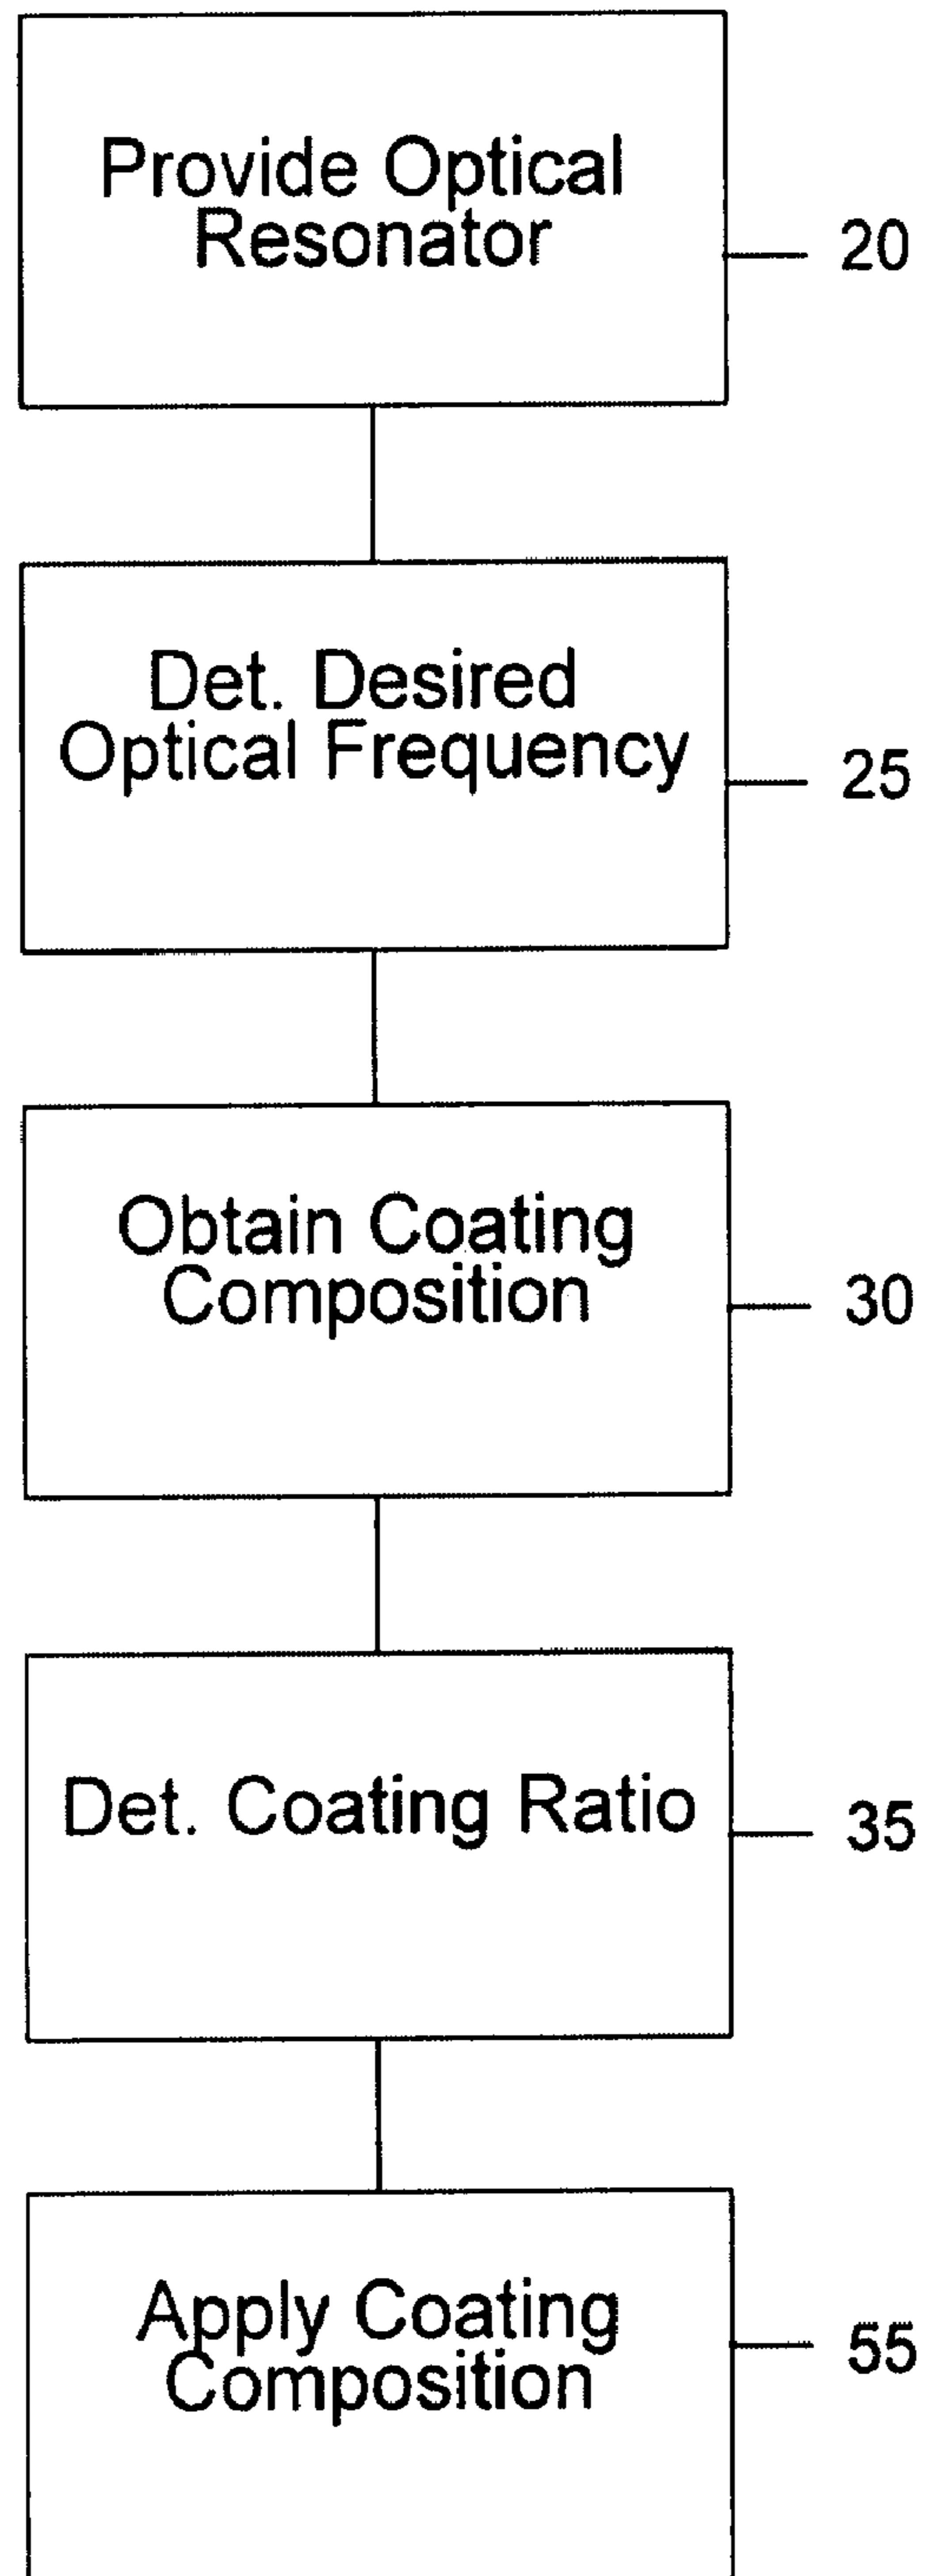 Provide Optical
Resonator
20
Det. Desired
Optical Frequency
25
Obtain Coating
Composition
30
Det. Coating Ratio
35
Apply Coating
Composition
55